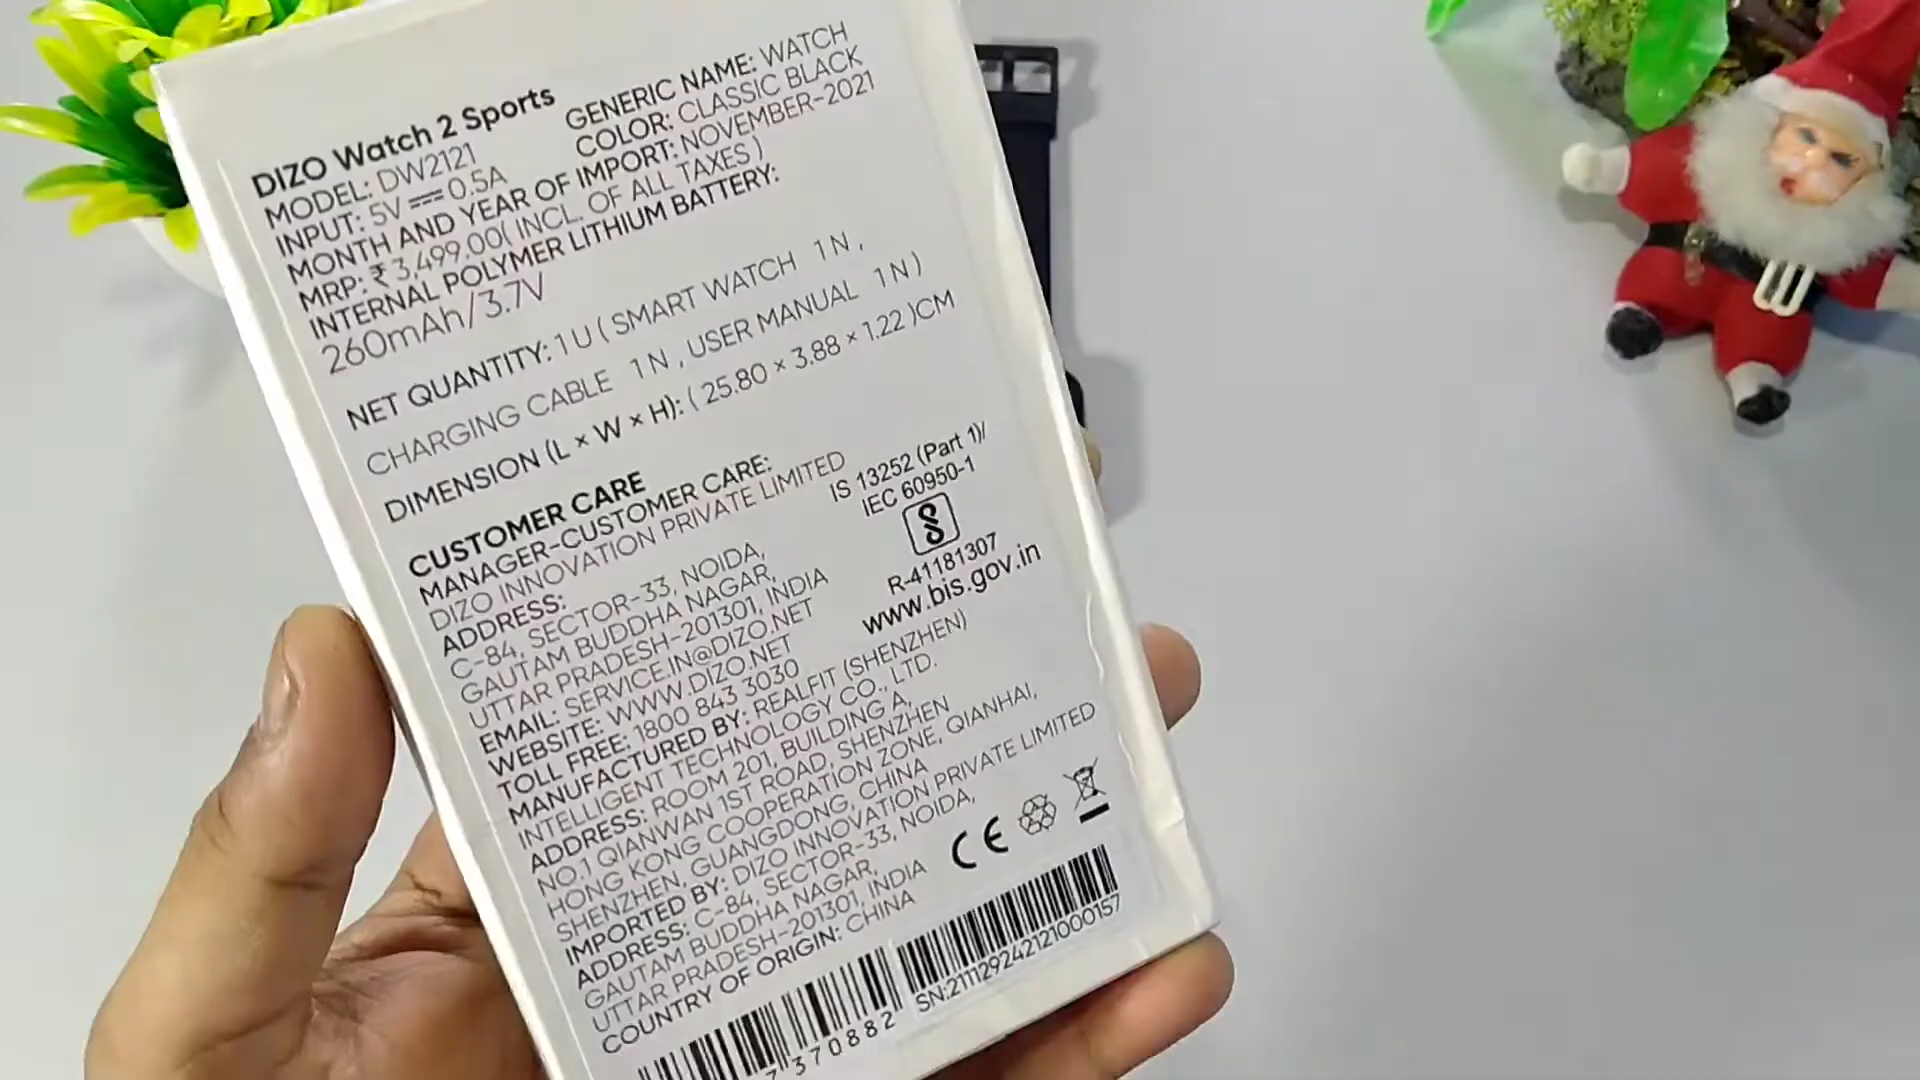 DIZO Watch 2 Sports
MODEL: DW2121
GENERIC NAME: WATCH
INPUT: 5V⎓0.5A
COLOR: CLASSIC BLACK
MONTH AND YEAR OF IMPORT: NOVEMBER-2021
MRP: ₹ 3,499.00( INCL. OF ALL TAXES )
INTERNAL POLYMER LITHIUM BATTERY:
260mAh/3.7V
NET QUANTITY: 1 U ( SMART WATCH 1 N ,
CHARGING CABLE 1 N , USER MANUAL 1 N )
DIMENSION (L × W × H): ( 25.80 × 3.88 × 1.22 )CM
CUSTOMER CARE
MANAGER-CUSTOMER CARE:
DIZO INNOVATION PRIVATE LIMITED
ADDRESS:
C-84, SECTOR-33, NOIDA,
GAUTAM BUDDHA NAGAR,
UTTAR PRADESH-201301, INDIA
EMAIL: SERVICE.IN@DIZO.NET
WEBSITE: WWW.DIZO.NET
TOLL FREE: 1800 843 3030
IS 13252 (Part 1)/
IEC 60950-1
R-41181307
www.bis.gov.in
MANUFACTURED BY: REALFIT (SHENZHEN)
INTELLIGENT TECHNOLOGY CO., LTD.
ADDRESS: ROOM 201, BUILDING A,
NO.1 QIANWAN 1ST ROAD, SHENZHEN
HONG KONG COOPERATION ZONE, QIANHAI,
SHENZHEN, GUANGDONG, CHINA
IMPORTED BY: DIZO INNOVATION PRIVATE LIMITED
ADDRESS: C-84, SECTOR-33, NOIDA,
GAUTAM BUDDHA NAGAR,
UTTAR PRADESH-201301, INDIA
COUNTRY OF ORIGIN: CHINA
CE
SN:211129242121000157
370882